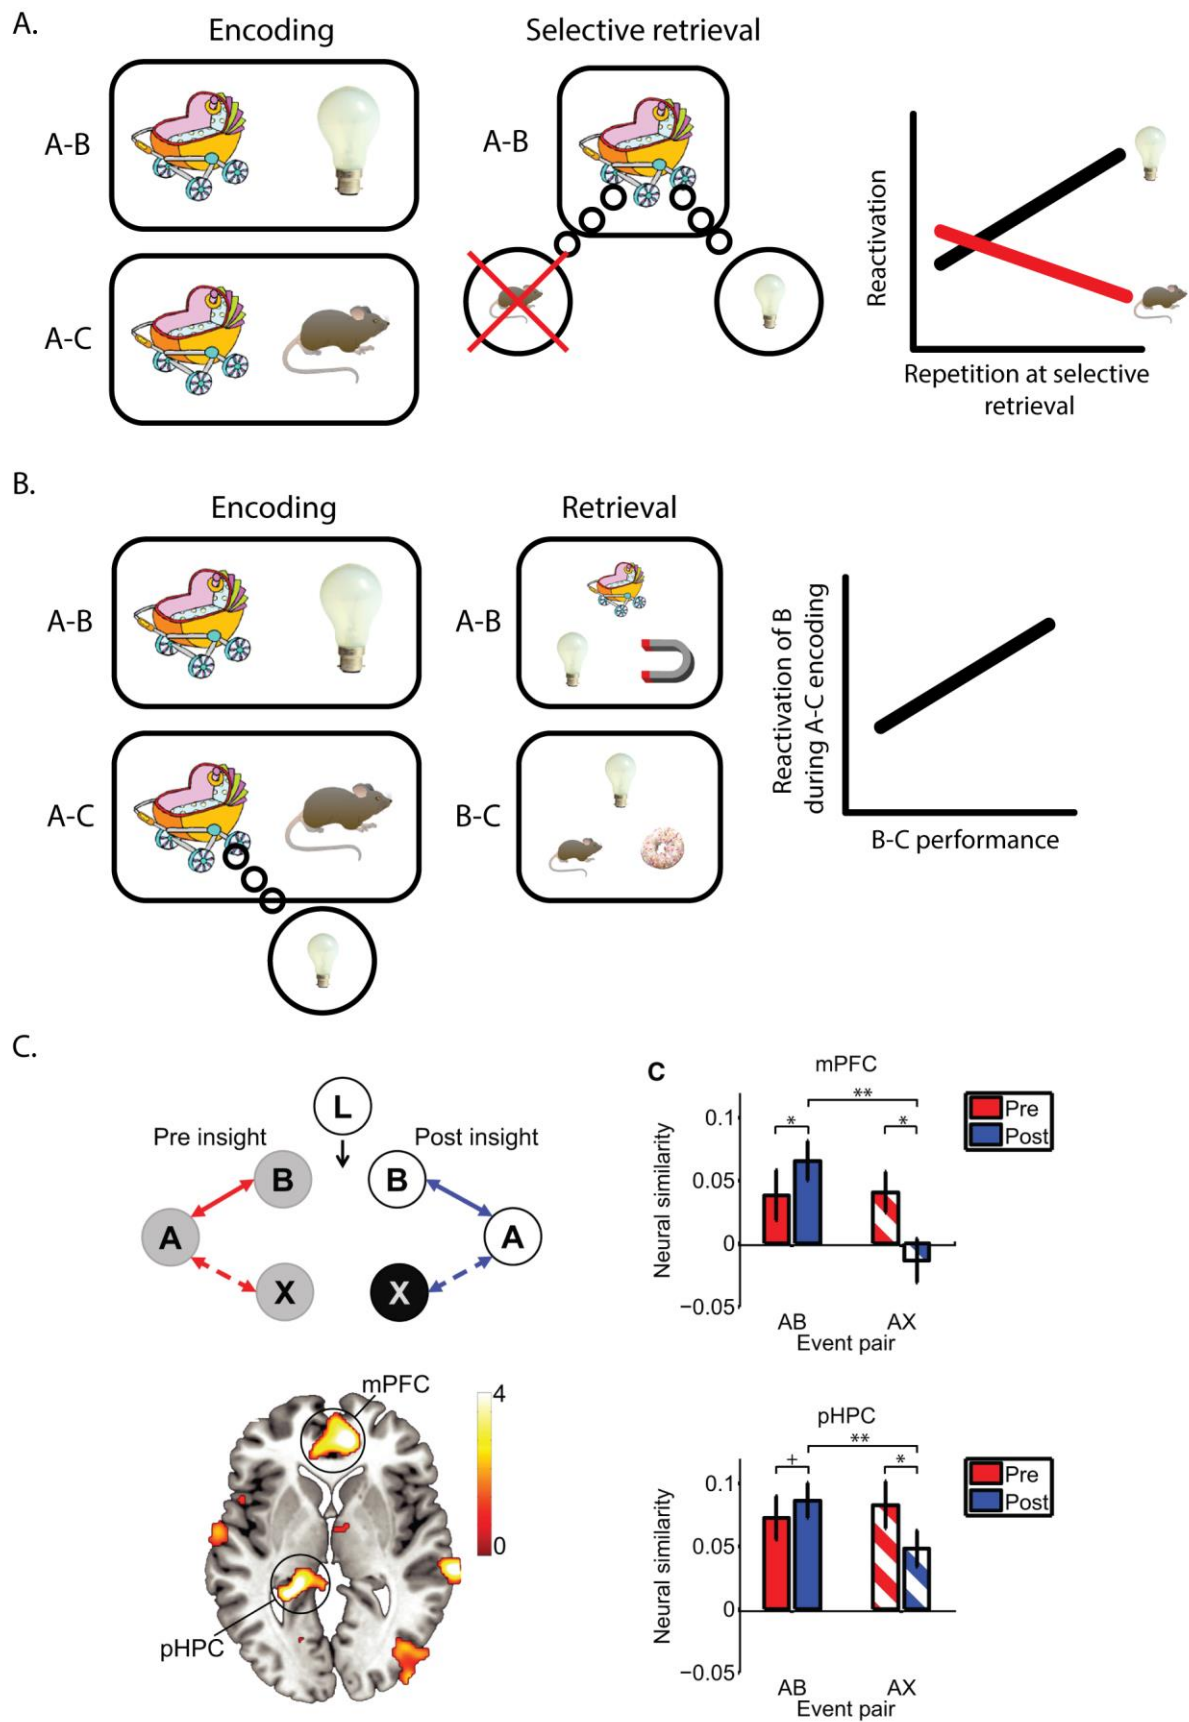 A.
Encoding
Selective retrieval
A-B
A-C
A-B
Reactivation
Repetition at selective
retrieval
B.
Encoding
Retrieval
A-B
A-C
A-B
B-C
Reactivation of B
during A-C encoding
B-C performance
C.
L
Pre insight
Post insight
B
B
A
A
X
X
mPFC
pHPC
4
0
C
mPFC
Neural similarity
0.1
0.05
0
−0.05
*
**
*
Pre
Post
AB
AX
Event pair
pHPC
Neural similarity
0.1
0.05
0
−0.05
+
**
*
Pre
Post
AB
AX
Event pair